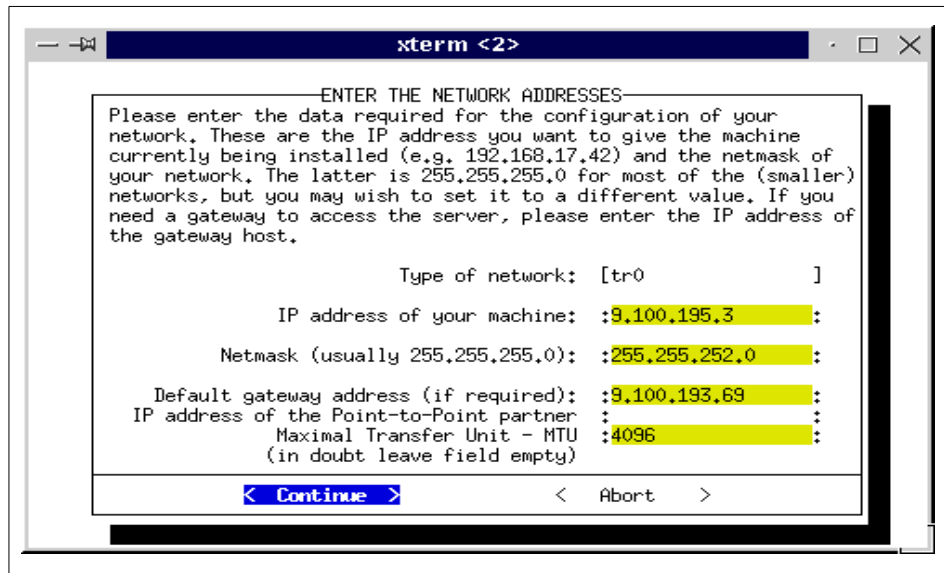 xterm <2>
ENTER THE NETWORK ADDRESSES
Please enter the data required for the configuration of your
network. These are the IP address you want to give the machine
currently being installed (e.g. 192.168.17.42) and the netmask of
your network. The latter is 255.255.255.0 for most of the (smaller)
networks, but you may wish to set it to a different value. If you
need a gateway to access the server, please enter the IP address of
the gateway host.
Type of network: [tr0 ]
IP address of your machine: :9.100.195.3 :
Netmask (usually 255.255.255.0): :255.255.252.0 :
Default gateway address (if required): :9.100.193.69 :
IP address of the Point-to-Point partner : :
Maximal Transfer Unit - MTU :4096 :
(in doubt leave field empty)
< Continue > < Abort >